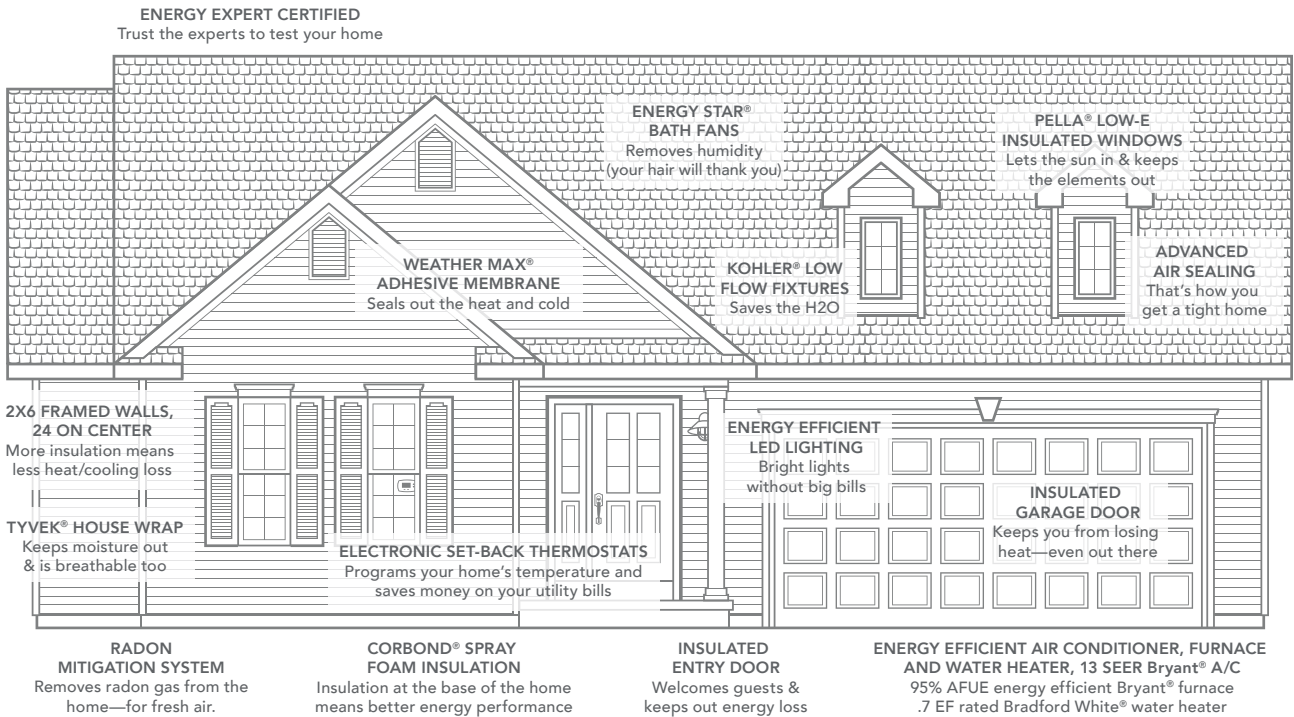 ENERGY EXPERT CERTIFIED
Trust the experts to test your home
ENERGY STAR®
BATH FANS
Removes humidity
(your hair will thank you)
PELLA® LOW-E
INSULATED WINDOWS
Lets the sun in & keeps
the elements out
WEATHER MAX®
ADHESIVE MEMBRANE
Seals out the heat and cold
KOHLER® LOW
FLOW FIXTURES
Saves the H2O
ADVANCED
AIR SEALING
That's how you
get a tight home
2X6 FRAMED WALLS,
24 ON CENTER
More insulation means
less heat/cooling loss
ENERGY EFFICIENT
LED LIGHTING
Bright lights
without big bills
INSULATED
GARAGE DOOR
Keeps you from losing
heat—even out there
TYVEK® HOUSE WRAP
Keeps moisture out
& is breathable too
ELECTRONIC SET-BACK THERMOSTATS
Programs your home's temperature and
saves money on your utility bills
RADON
MITIGATION SYSTEM
Removes radon gas from the
home—for fresh air.
CORBOND® SPRAY
FOAM INSULATION
Insulation at the base of the home
means better energy performance
INSULATED
ENTRY DOOR
Welcomes guests &
keeps out energy loss
ENERGY EFFICIENT AIR CONDITIONER, FURNACE
AND WATER HEATER, 13 SEER Bryant® A/C
95% AFUE energy efficient Bryant® furnace
.7 EF rated Bradford White® water heater